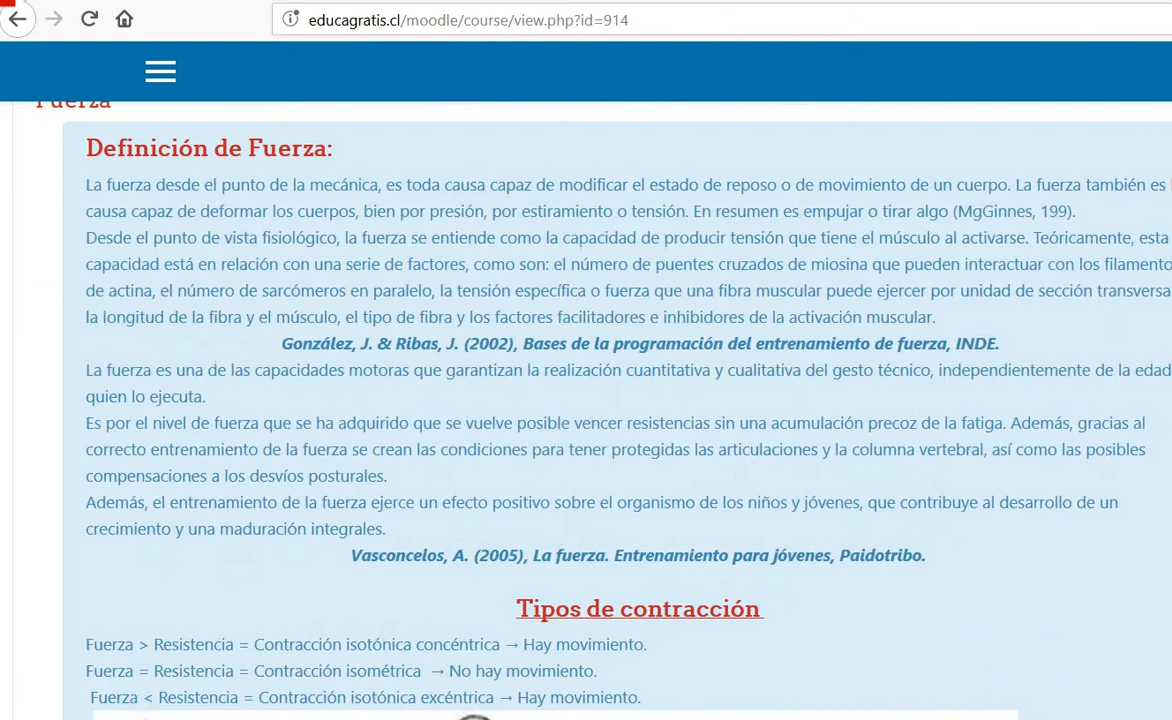 educagratis.cl/moodle/course/view.php?id=914
Fuerza
Definición de Fuerza:
La fuerza desde el punto de la mecánica, es toda causa capaz de modificar el estado de reposo o de movimiento de un cuerpo. La fuerza también es
causa capaz de deformar los cuerpos, bien por presión, por estiramiento o tensión. En resumen es empujar o tirar algo (MgGinnes, 199).
Desde el punto de vista fisiológico, la fuerza se entiende como la capacidad de producir tensión que tiene el músculo al activarse. Teóricamente, esta
capacidad está en relación con una serie de factores, como son: el número de puentes cruzados de miosina que pueden interactuar con los filamento
de actina, el número de sarcómeros en paralelo, la tensión específica o fuerza que una fibra muscular puede ejercer por unidad de sección transversa
la longitud de la fibra y el músculo, el tipo de fibra y los factores facilitadores e inhibidores de la activación muscular.
González, J. & Ribas, J. (2002), Bases de la programación del entrenamiento de fuerza, INDE.
La fuerza es una de las capacidades motoras que garantizan la realización cuantitativa y cualitativa del gesto técnico, independientemente de la edad
quien lo ejecuta.
Es por el nivel de fuerza que se ha adquirido que se vuelve posible vencer resistencias sin una acumulación precoz de la fatiga. Además, gracias al
correcto entrenamiento de la fuerza se crean las condiciones para tener protegidas las articulaciones y la columna vertebral, así como las posibles
compensaciones a los desvíos posturales.
Además, el entrenamiento de la fuerza ejerce un efecto positivo sobre el organismo de los niños y jóvenes, que contribuye al desarrollo de un
crecimiento y una maduración integrales.
Vasconcelos, A. (2005), La fuerza. Entrenamiento para jóvenes, Paidotribo.
Tipos de contracción
Fuerza > Resistencia = Contracción isotónica concéntrica → Hay movimiento.
Fuerza = Resistencia = Contracción isométrica → No hay movimiento.
Fuerza < Resistencia = Contracción isotónica excéntrica → Hay movimiento.